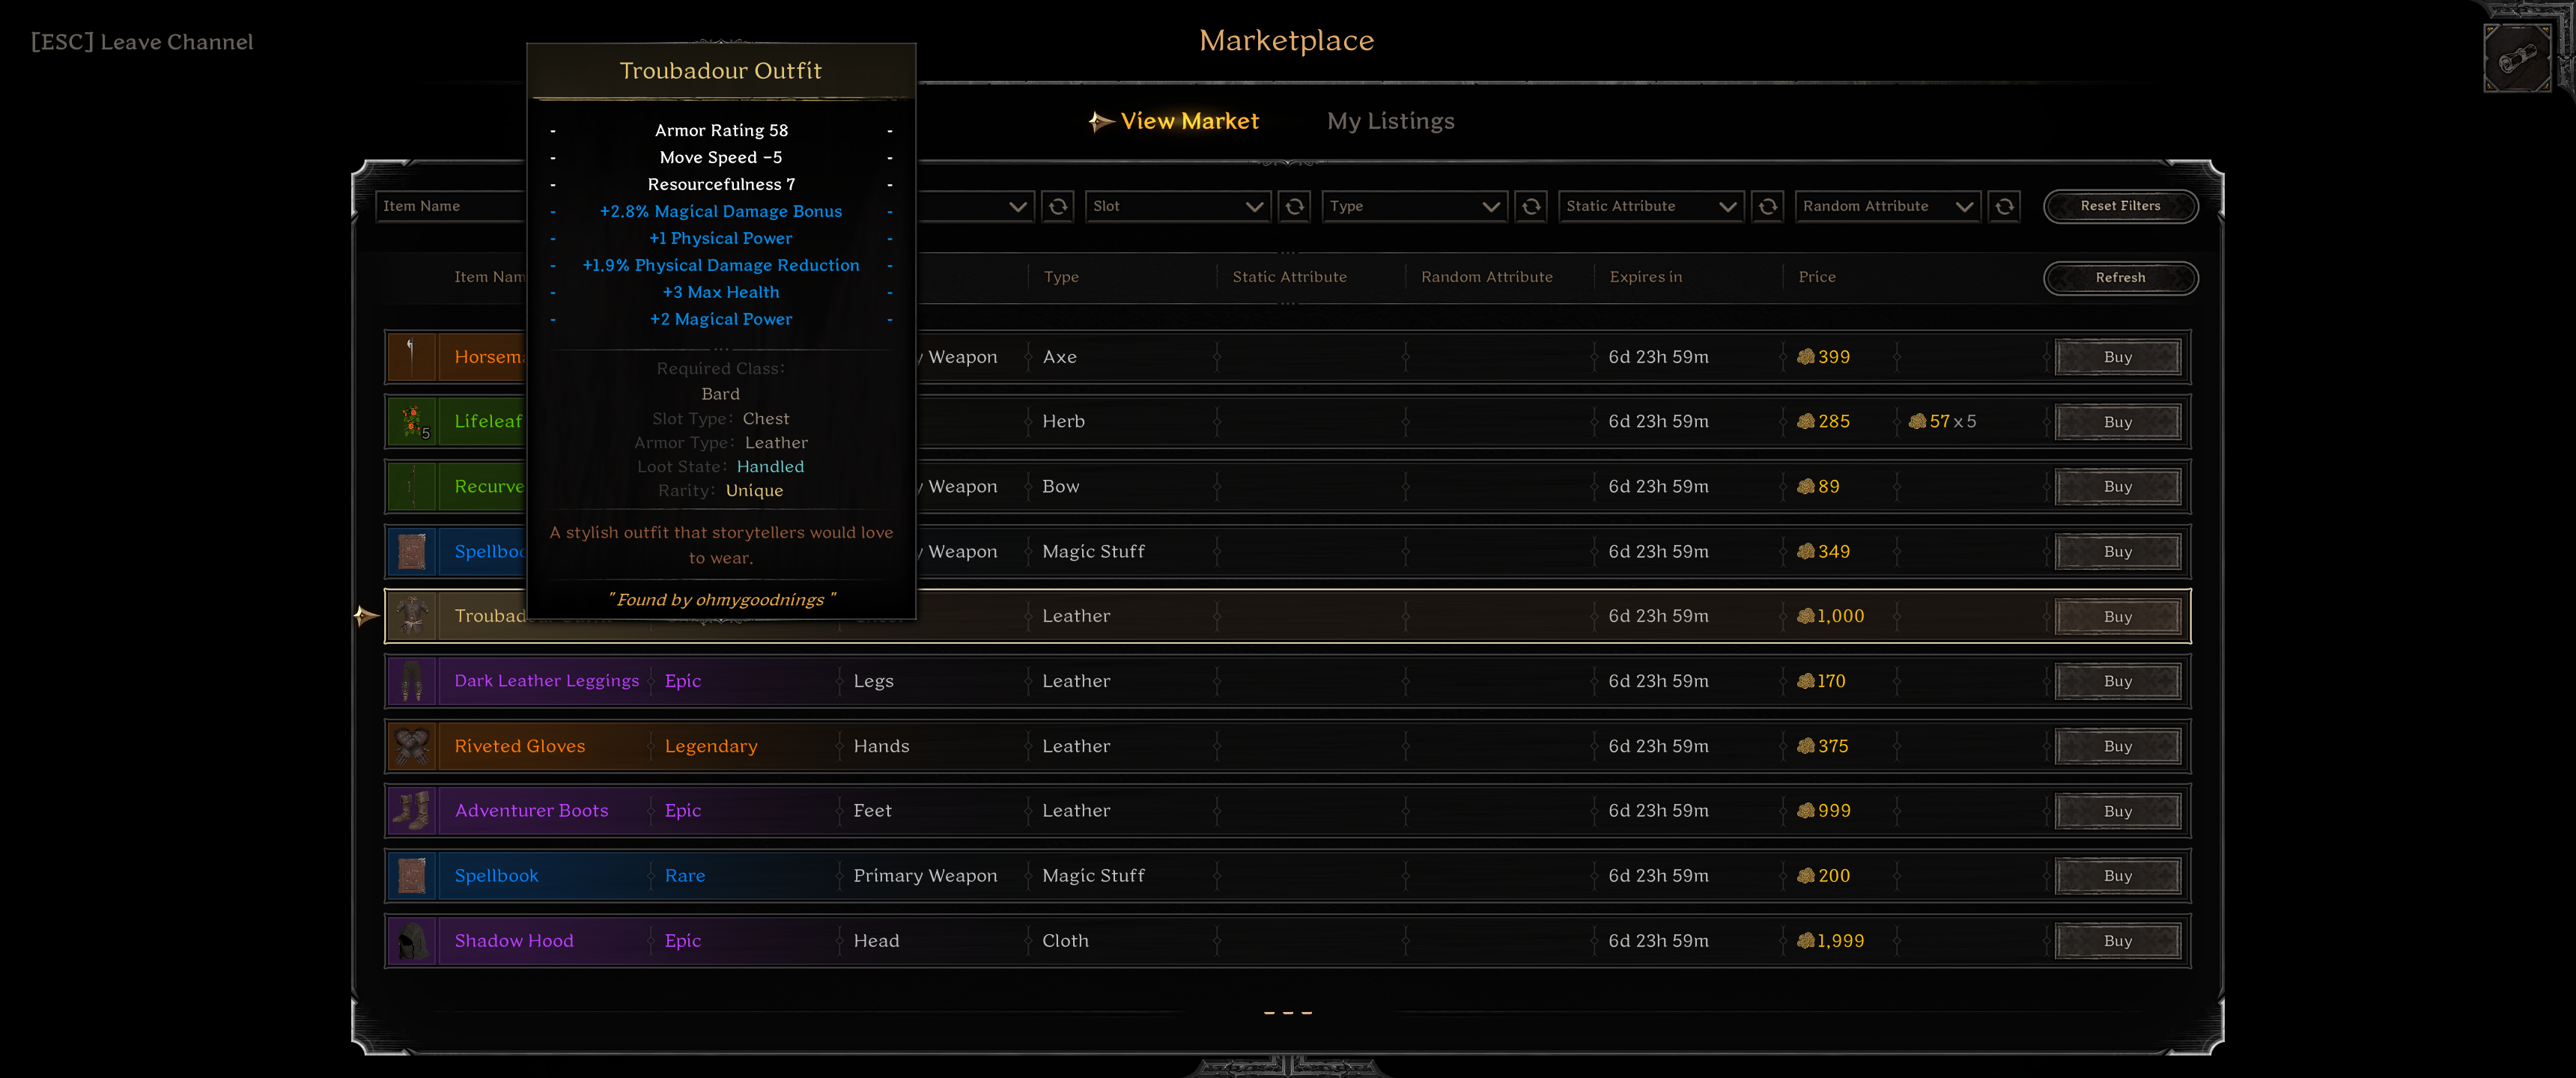 [ESC] Leave Channel
Marketplace
View Market
My Listings
Troubadour Outfit
- Armor Rating 58 -
- Move Speed -5 -
- Resourcefulness 7 -
- +2.8% Magical Damage Bonus -
- +1 Physical Power -
- +1.9% Physical Damage Reduction -
- +3 Max Health -
- +2 Magical Power -
Required Class:
Bard
Slot Type: Chest
Armor Type: Leather
Loot State: Handled
Rarity: Unique
A stylish outfit that storytellers would love
to wear.
"Found by ohmygoodnings"
Item Name Slot Type Static Attribute Random Attribute Reset Filters
Item Type Static Attribute Random Attribute Expires in Price Refresh
Weapon Axe 6d 23h 59m 399 Buy
5 Herb 6d 23h 59m 285 57 x 5 Buy
Weapon Bow 6d 23h 59m 89 Buy
Weapon Magic Stuff 6d 23h 59m 349 Buy
Leather 6d 23h 59m 1,000 Buy
Dark Leather Leggings Epic Legs Leather 6d 23h 59m 170 Buy
Riveted Gloves Legendary Hands Leather 6d 23h 59m 375 Buy
Adventurer Boots Epic Feet Leather 6d 23h 59m 999 Buy
Spellbook Rare Primary Weapon Magic Stuff 6d 23h 59m 200 Buy
Shadow Hood Epic Head Cloth 6d 23h 59m 1,999 Buy